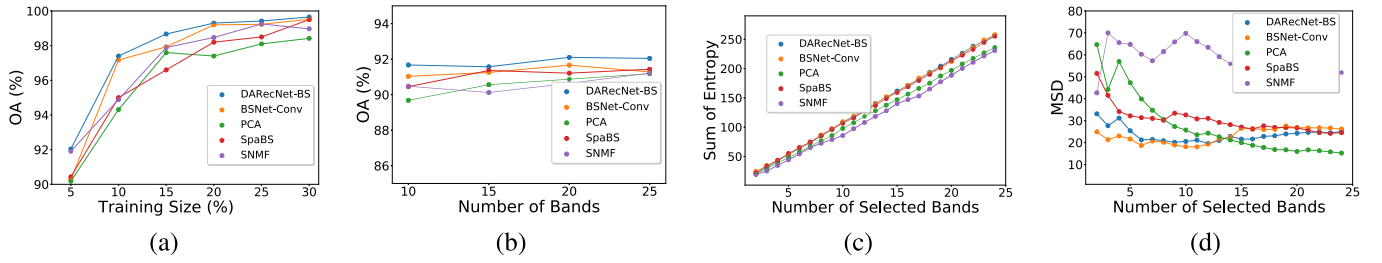 100
98
96
94
92
90
OA (%)
5 10 15 20 25 30
Training Size (%)
DARecNet-BS
BSNet-Conv
PCA
SpaBS
SNMF
(a)
94
92
90
88
86
OA (%)
10 15 20 25
Number of Bands
DARecNet-BS
BSNet-Conv
PCA
SpaBS
SNMF
(b)
250
200
150
100
50
Sum of Entropy
5 10 15 20 25
Number of Selected Bands
DARecNet-BS
BSNet-Conv
PCA
SpaBS
SNMF
(c)
80
70
60
50
40
30
20
10
MSD
5 10 15 20 25
Number of Selected Bands
DARecNet-BS
BSNet-Conv
PCA
SpaBS
SNMF
(d)